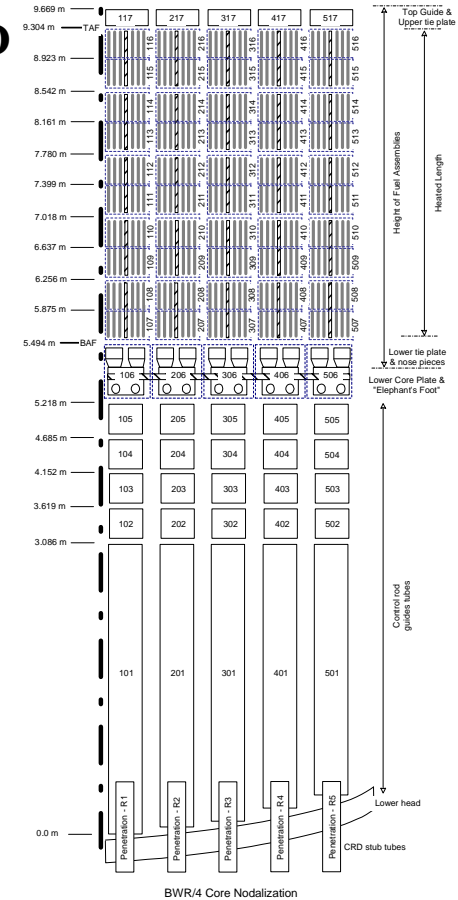 9.669 m
117 217 317 417 517
Top Guide &
Upper tie plate
9.304 m
TAF
116 216 316 416 516
8.923 m
115 215 315 415 515
8.542 m
114 214 314 414 514
8.161 m
113 213 313 413 513
7.780 m
112 212 312 412 512
7.399 m
111 211 311 411 511
7.018 m
110 210 310 410 510
6.637 m
109 209 309 409 509
6.256 m
108 208 308 408 508
5.875 m
107 207 307 407 507
Height of Fuel Assemblies
Heated Length
5.494 m
BAF
Lower tie plate
& nose pieces
106 206 306 406 506
Lower Core Plate &
"Elephant's Foot"
5.218 m
105 205 305 405 505
4.685 m
104 204 304 404 504
4.152 m
103 203 303 403 503
3.619 m
102 202 302 402 502
3.086 m
Control rod
guides tubes
101 201 301 401 501
Penetration - R1
Penetration - R2
Penetration - R3
Penetration - R4
Penetration - R5
Lower head
0.0 m
CRD stub tubes
BWR/4 Core Nodalization